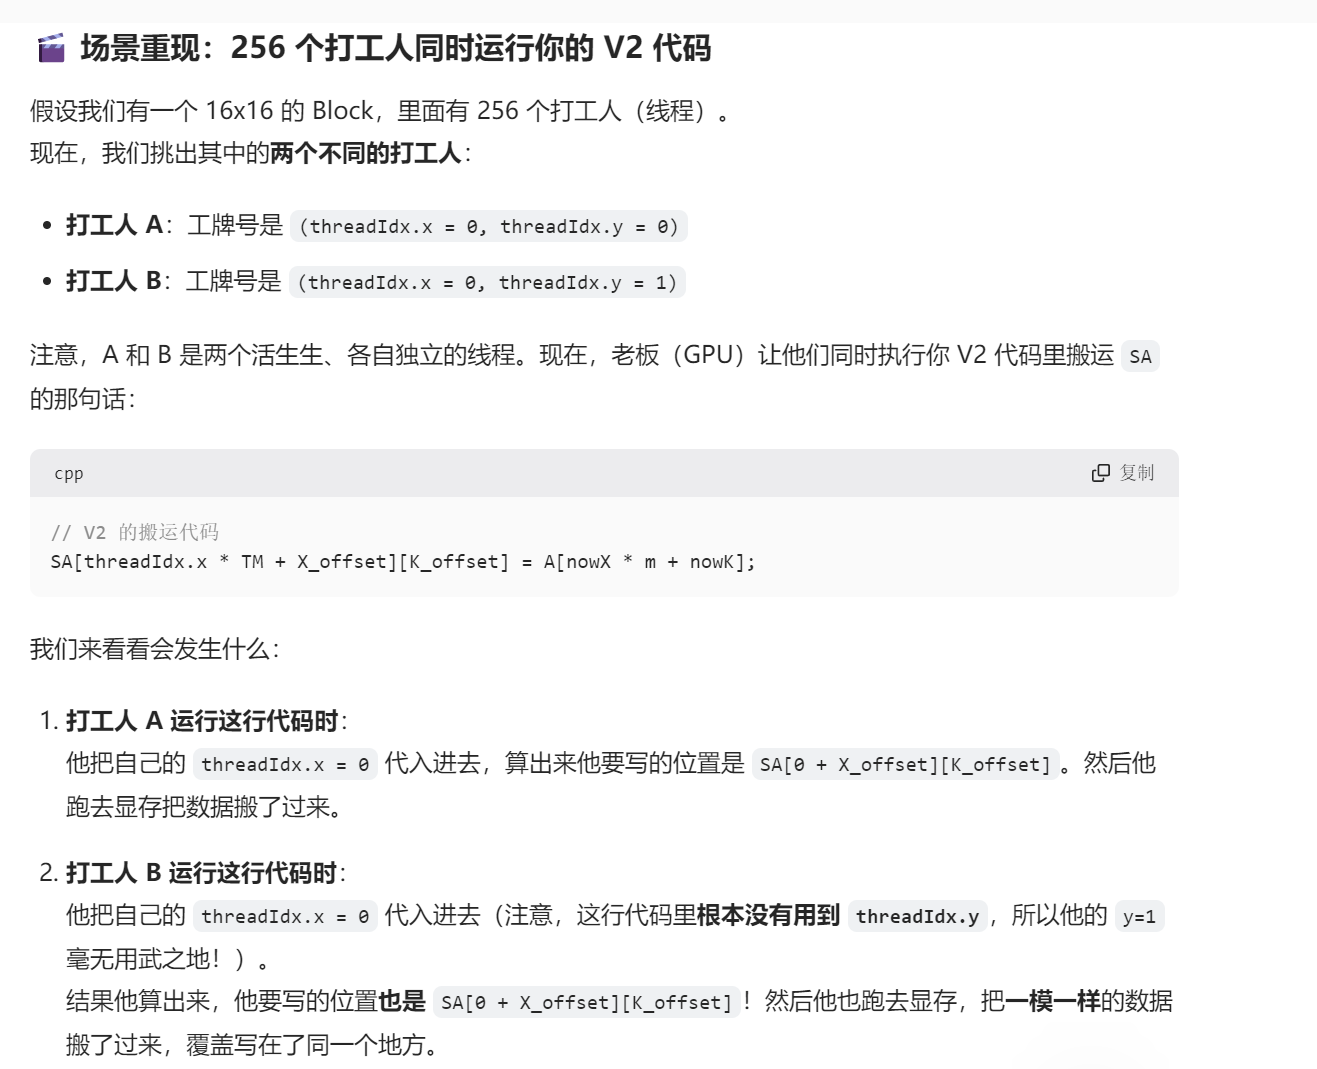 🎬 场景重现：256 个打工人同时运行你的 V2 代码
假设我们有一个 16x16 的 Block，里面有 256 个打工人（线程）。
现在，我们挑出其中的两个不同的打工人：
• 打工人 A：工牌号是 (threadIdx.x = 0, threadIdx.y = 0)
• 打工人 B：工牌号是 (threadIdx.x = 0, threadIdx.y = 1)
注意，A 和 B 是两个活生生、各自独立的线程。现在，老板（GPU）让他们同时执行你 V2 代码里搬运 SA
的那句话：
cpp 复制
// V2 的搬运代码
SA[threadIdx.x * TM + X_offset][K_offset] = A[nowX * m + nowK];
我们来看看会发生什么：
1. 打工人 A 运行这行代码时：
他把自己的 threadIdx.x = 0 代入进去，算出来他要写的位置是 SA[0 + X_offset][K_offset] 。然后他
跑去显存把数据搬了过来。
2. 打工人 B 运行这行代码时：
他把自己的 threadIdx.x = 0 代入进去（注意，这行代码里根本没有用到 threadIdx.y，所以他的 y=1
毫无用武之地！）。
结果他算出来，他要写的位置也是 SA[0 + X_offset][K_offset]！然后他也跑去显存，把一模一样的数据
搬了过来，覆盖写在了同一个地方。